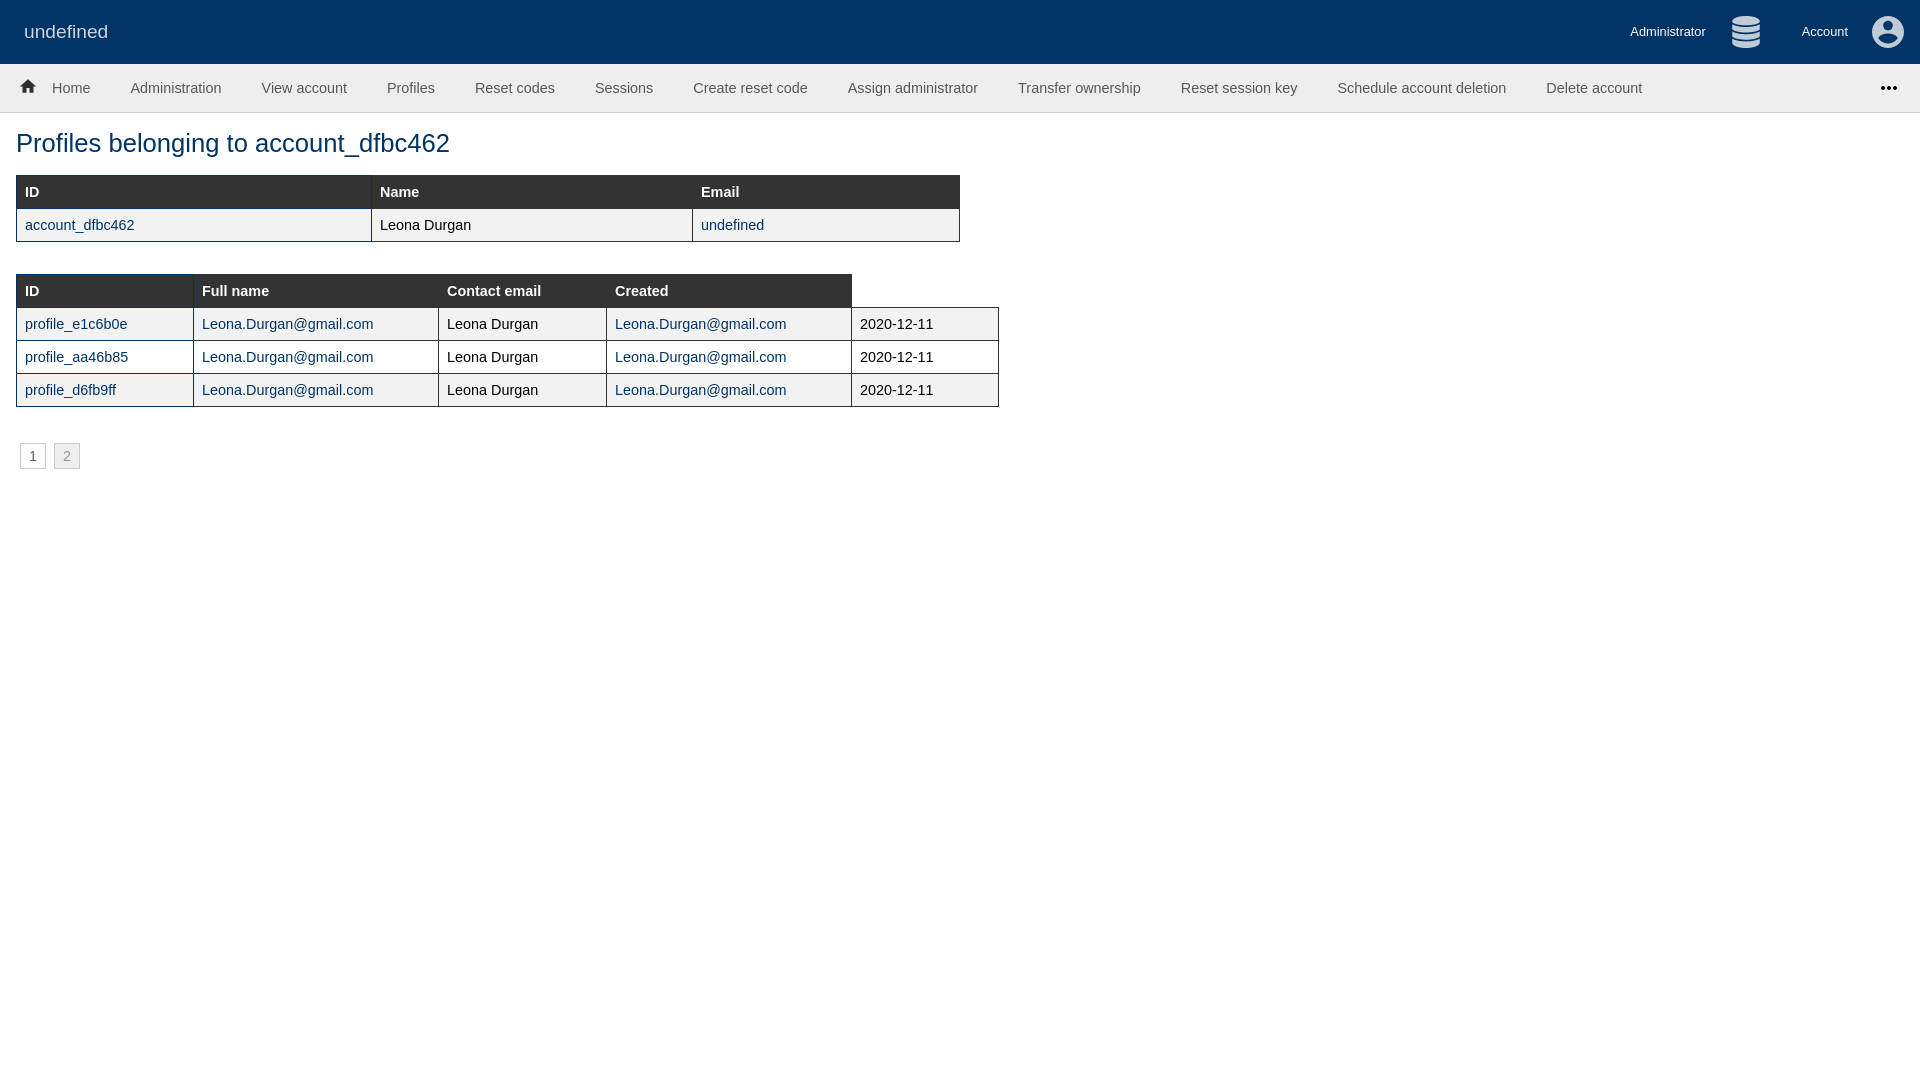 undefined
Administrator
Account
Home Administration View account Profiles Reset codes Sessions Create reset code Assign administrator Transfer ownership Reset session key Schedule account deletion Delete account
Profiles belonging to account_dfbc462
ID Name Email
account_dfbc462 Leona Durgan undefined
ID Full name Contact email Created
profile_e1c6b0e Leona.Durgan@gmail.com Leona Durgan Leona.Durgan@gmail.com 2020-12-11
profile_aa46b85 Leona.Durgan@gmail.com Leona Durgan Leona.Durgan@gmail.com 2020-12-11
profile_d6fb9ff Leona.Durgan@gmail.com Leona Durgan Leona.Durgan@gmail.com 2020-12-11
1 2